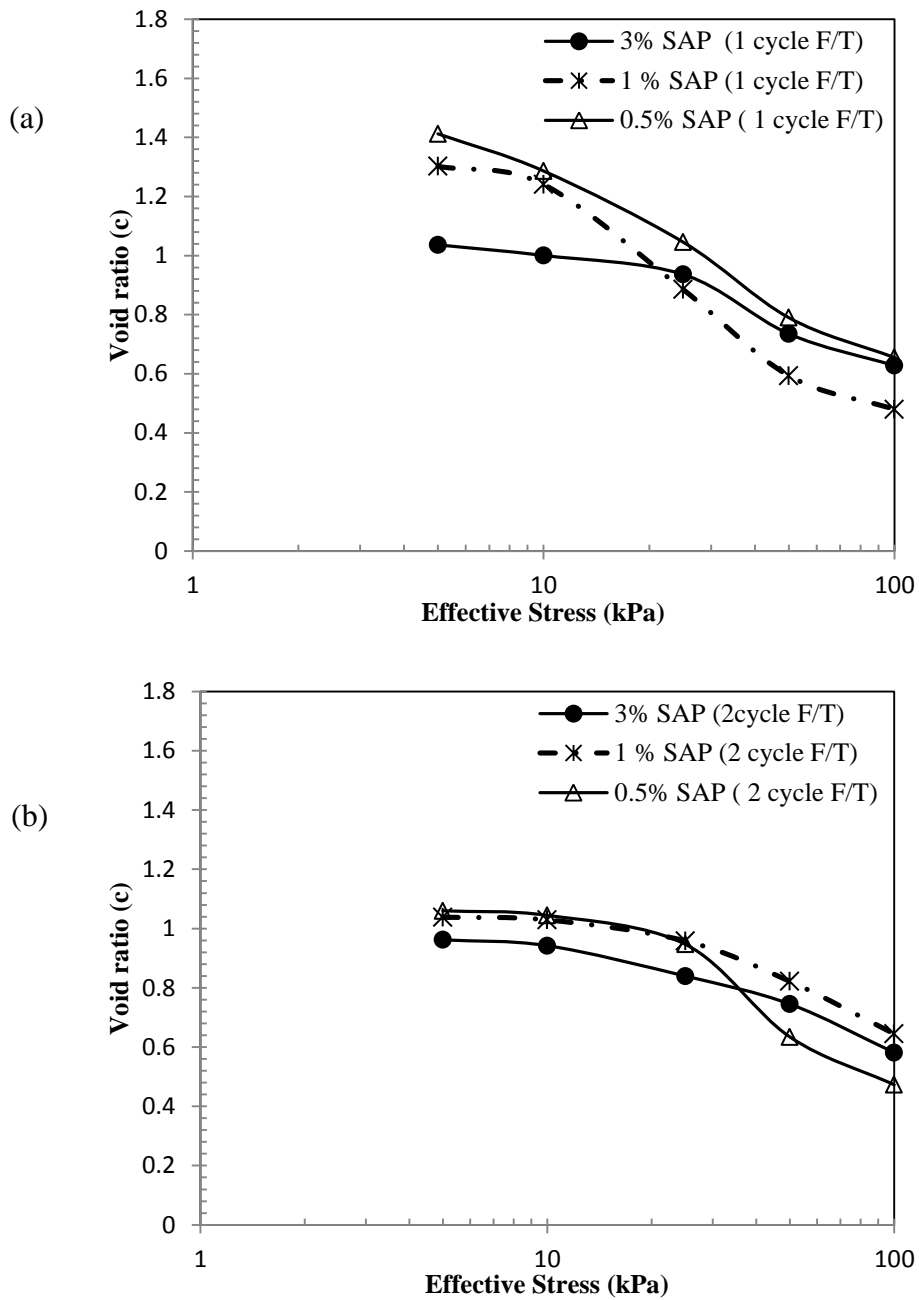 (a)
1.8
1.6
1.4
1.2
1
0.8
0.6
0.4
0.2
0
Void ratio (c)
3% SAP (1 cycle F/T)
1 % SAP (1 cycle F/T)
0.5% SAP ( 1 cycle F/T)
1
10
100
Effective Stress (kPa)
(b)
1.8
1.6
1.4
1.2
1
0.8
0.6
0.4
0.2
0
Void ratio (c)
3% SAP (2cycle F/T)
1 % SAP (2 cycle F/T)
0.5% SAP ( 2 cycle F/T)
1
10
100
Effective Stress (kPa)